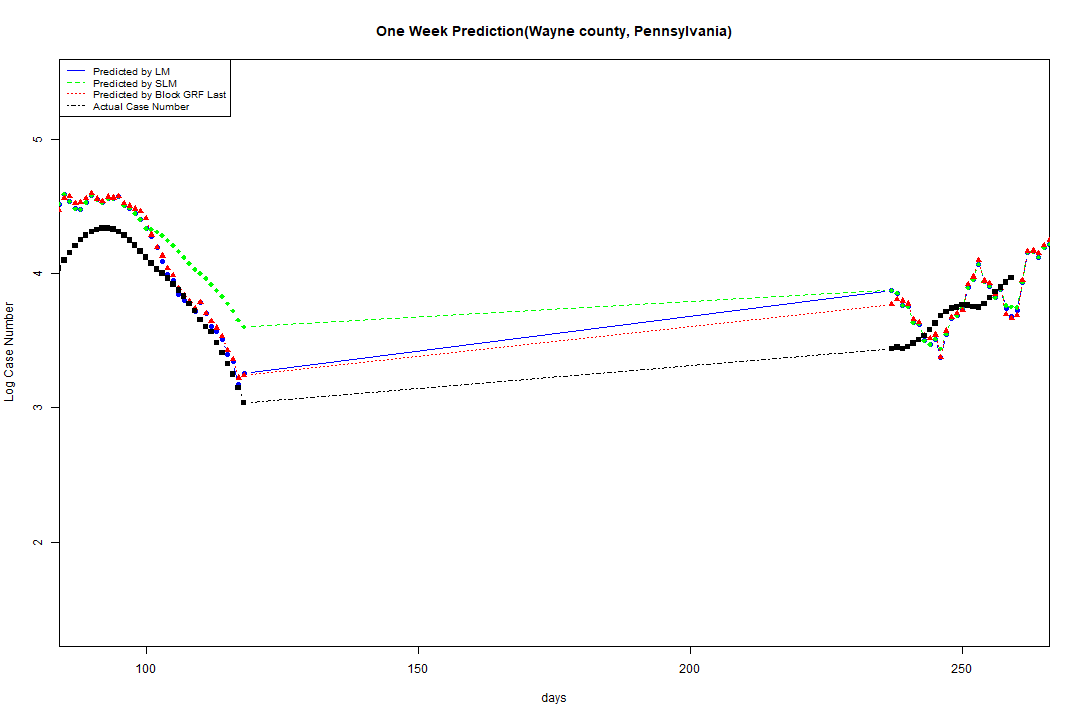 One Week Prediction(Wayne county, Pennsylvania)
Predicted by LM
Predicted by SLM
Predicted by Block GRF Last
Actual Case Number
5
4
3
2
Log Case Number
100 150 200 250
days